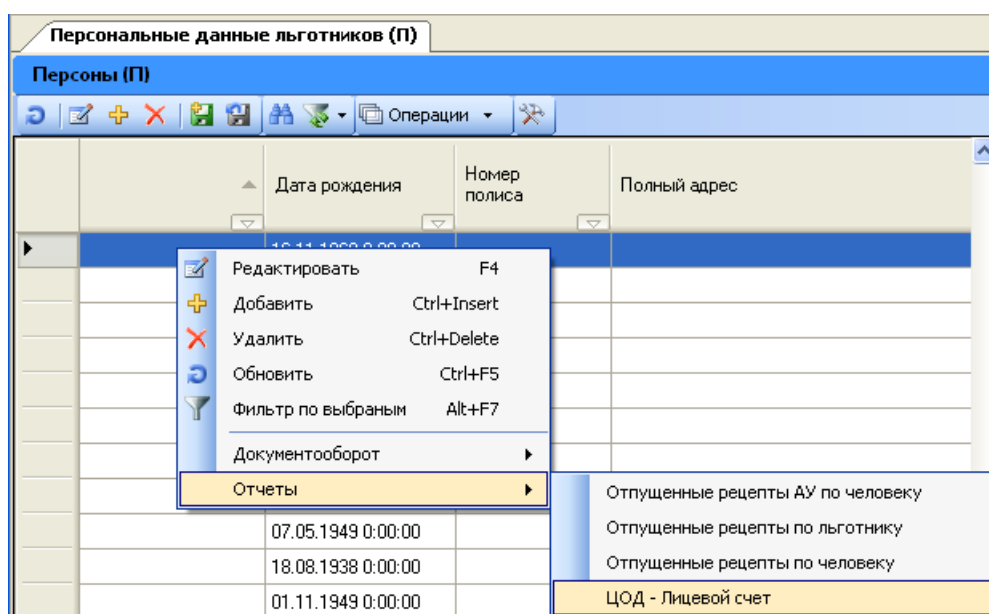 Персональные данные льготников (П)
Персоны (П)
Операции
Дата рождения
Номер
полиса
Полный адрес
Редактировать F4
Добавить Ctrl+Insert
Удалить Ctrl+Delete
Обновить Ctrl+F5
Фильтр по выбраным Alt+F7
Документооборот
Отчеты
Отпущенные рецепты АУ по человеку
Отпущенные рецепты по льготнику
Отпущенные рецепты по человеку
ЦОД - Лицевой счет
07.05.1949 0:00:00
18.08.1938 0:00:00
01.11.1949 0:00:00